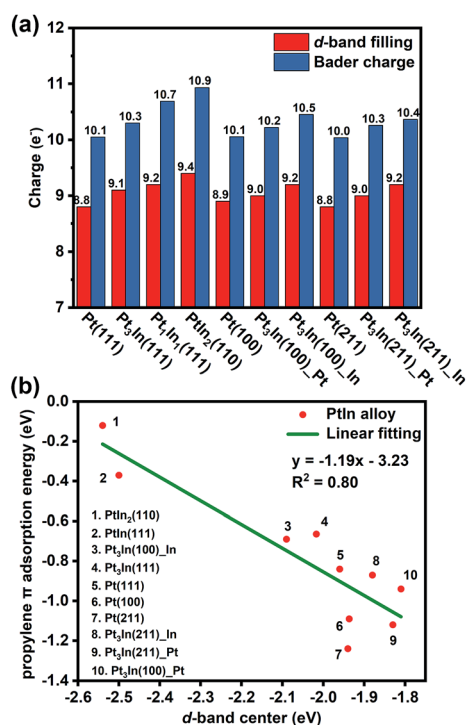 (a)
d-band filling
Bader charge
Charge (e⁻)
12
11
10
9
8
7
8.8
10.1
9.1
10.3
9.2
10.7
9.4
10.9
8.9
10.1
9.0
10.2
9.2
10.5
8.8
10.0
9.0
10.3
9.2
10.4
Pt(111)
Pt₃In(111)
Pt₁In₁(111)
PtIn₂(110)
Pt(100)
Pt₃In(100)_Pt
Pt₃In(100)_In
Pt(211)
Pt₃In(211)_Pt
Pt₃In(211)_In
(b)
propylene π adsorption energy (eV)
0.0
-0.2
-0.4
-0.6
-0.8
-1.0
-1.2
-1.4
PtIn alloy
Linear fitting
y = -1.19x - 3.23
R² = 0.80
1
2
3
4
5
6
7
8
9
10
1. PtIn₂(110)
2. PtIn(111)
3. Pt₃In(100)_In
4. Pt₃In(111)
5. Pt(111)
6. Pt(100)
7. Pt(211)
8. Pt₃In(211)_In
9. Pt₃In(211)_Pt
10. Pt₃In(100)_Pt
-2.6
-2.5
-2.4
-2.3
-2.2
-2.1
-2.0
-1.9
-1.8
d-band center (eV)